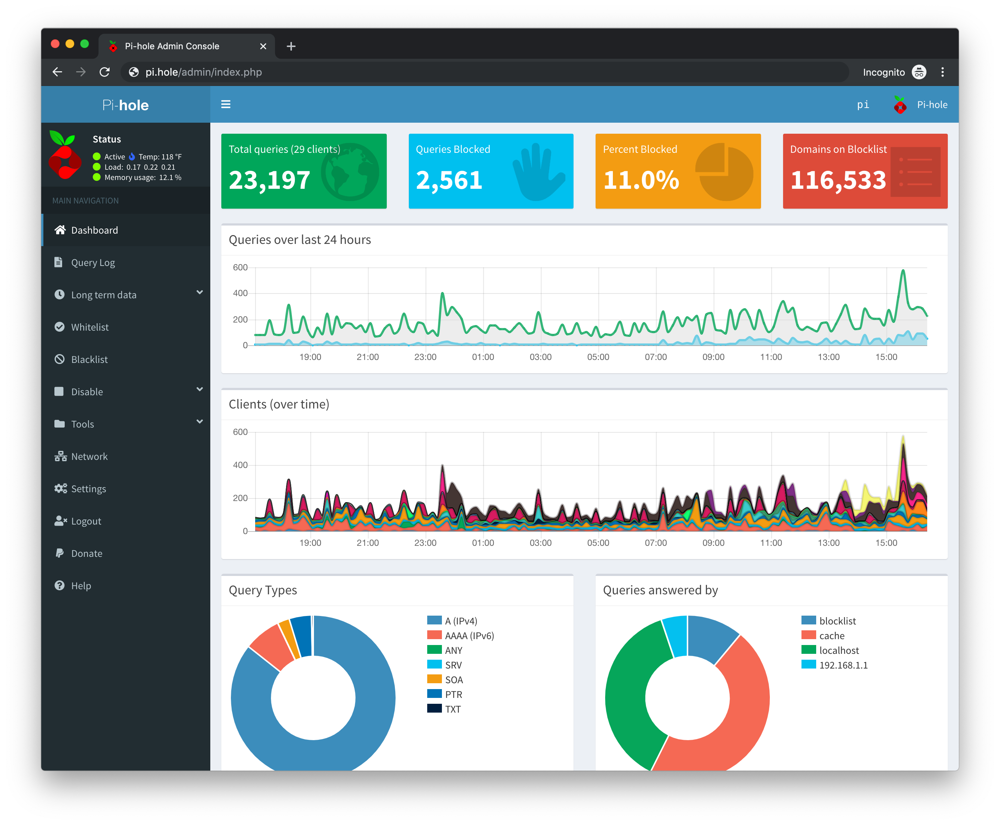 Pi-hole Admin Console
pi.hole/admin/index.php
Incognito
Pi-hole
pi
Pi-hole
Status
Active Temp: 118 °F
Load: 0.17 0.22 0.21
Memory usage: 12.1 %
MAIN NAVIGATION
Dashboard
Query Log
Long term data
Whitelist
Blacklist
Disable
Tools
Network
Settings
Logout
Donate
Help
Total queries (29 clients)
23,197
Queries Blocked
2,561
Percent Blocked
11.0%
Domains on Blocklist
116,533
Queries over last 24 hours
600
400
200
0
19:00 21:00 23:00 01:00 03:00 05:00 07:00 09:00 11:00 13:00 15:00
Clients (over time)
600
400
200
0
19:00 21:00 23:00 01:00 03:00 05:00 07:00 09:00 11:00 13:00 15:00
Query Types
A (IPv4)
AAAA (IPv6)
ANY
SRV
SOA
PTR
TXT
Queries answered by
blocklist
cache
localhost
192.168.1.1